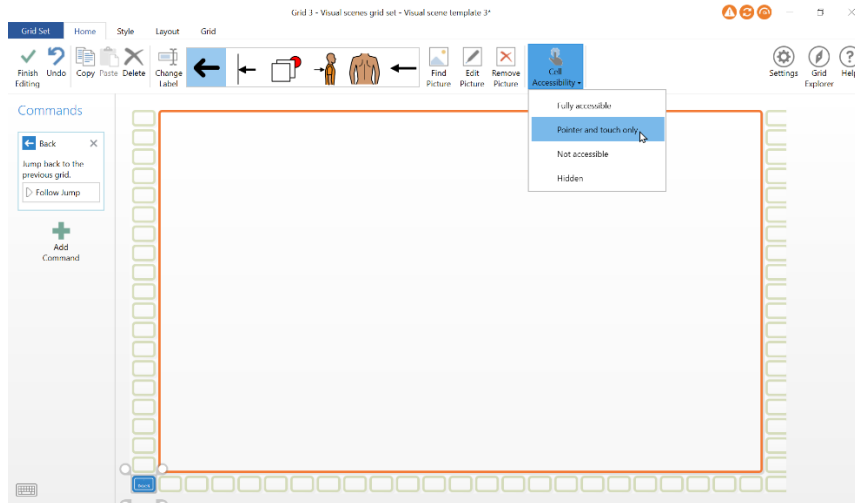 Grid 3 - Visual scenes grid set - Visual scene template 3*
Grid Set Home Style Layout Grid
Finish Editing
Undo
Copy
Paste
Delete
Change Label
Find Picture
Edit Picture
Remove Picture
Cell Accessibility
Settings
Grid Explorer
Help
Commands
Back
Jump back to the
previous grid.
Follow Jump
Add
Command
Fully accessible
Pointer and touch only
Not accessible
Hidden
Back